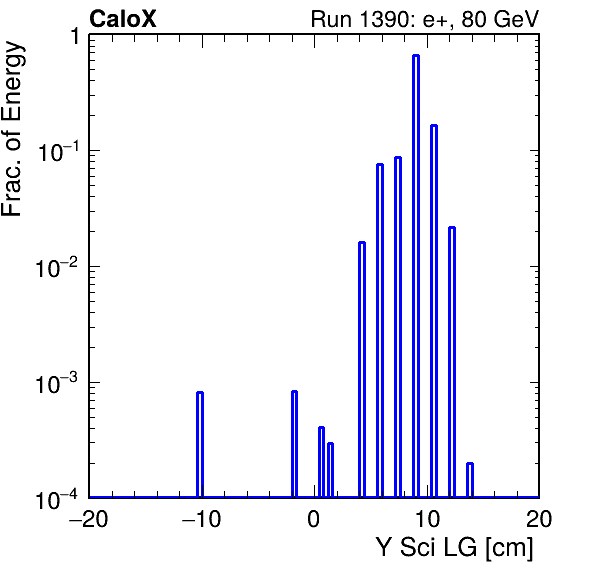 CaloX Run 1390: e+, 80 GeV
Frac. of Energy
1
10⁻¹
10⁻²
10⁻³
10⁻⁴
−20 −10 0 10 20
Y Sci LG [cm]